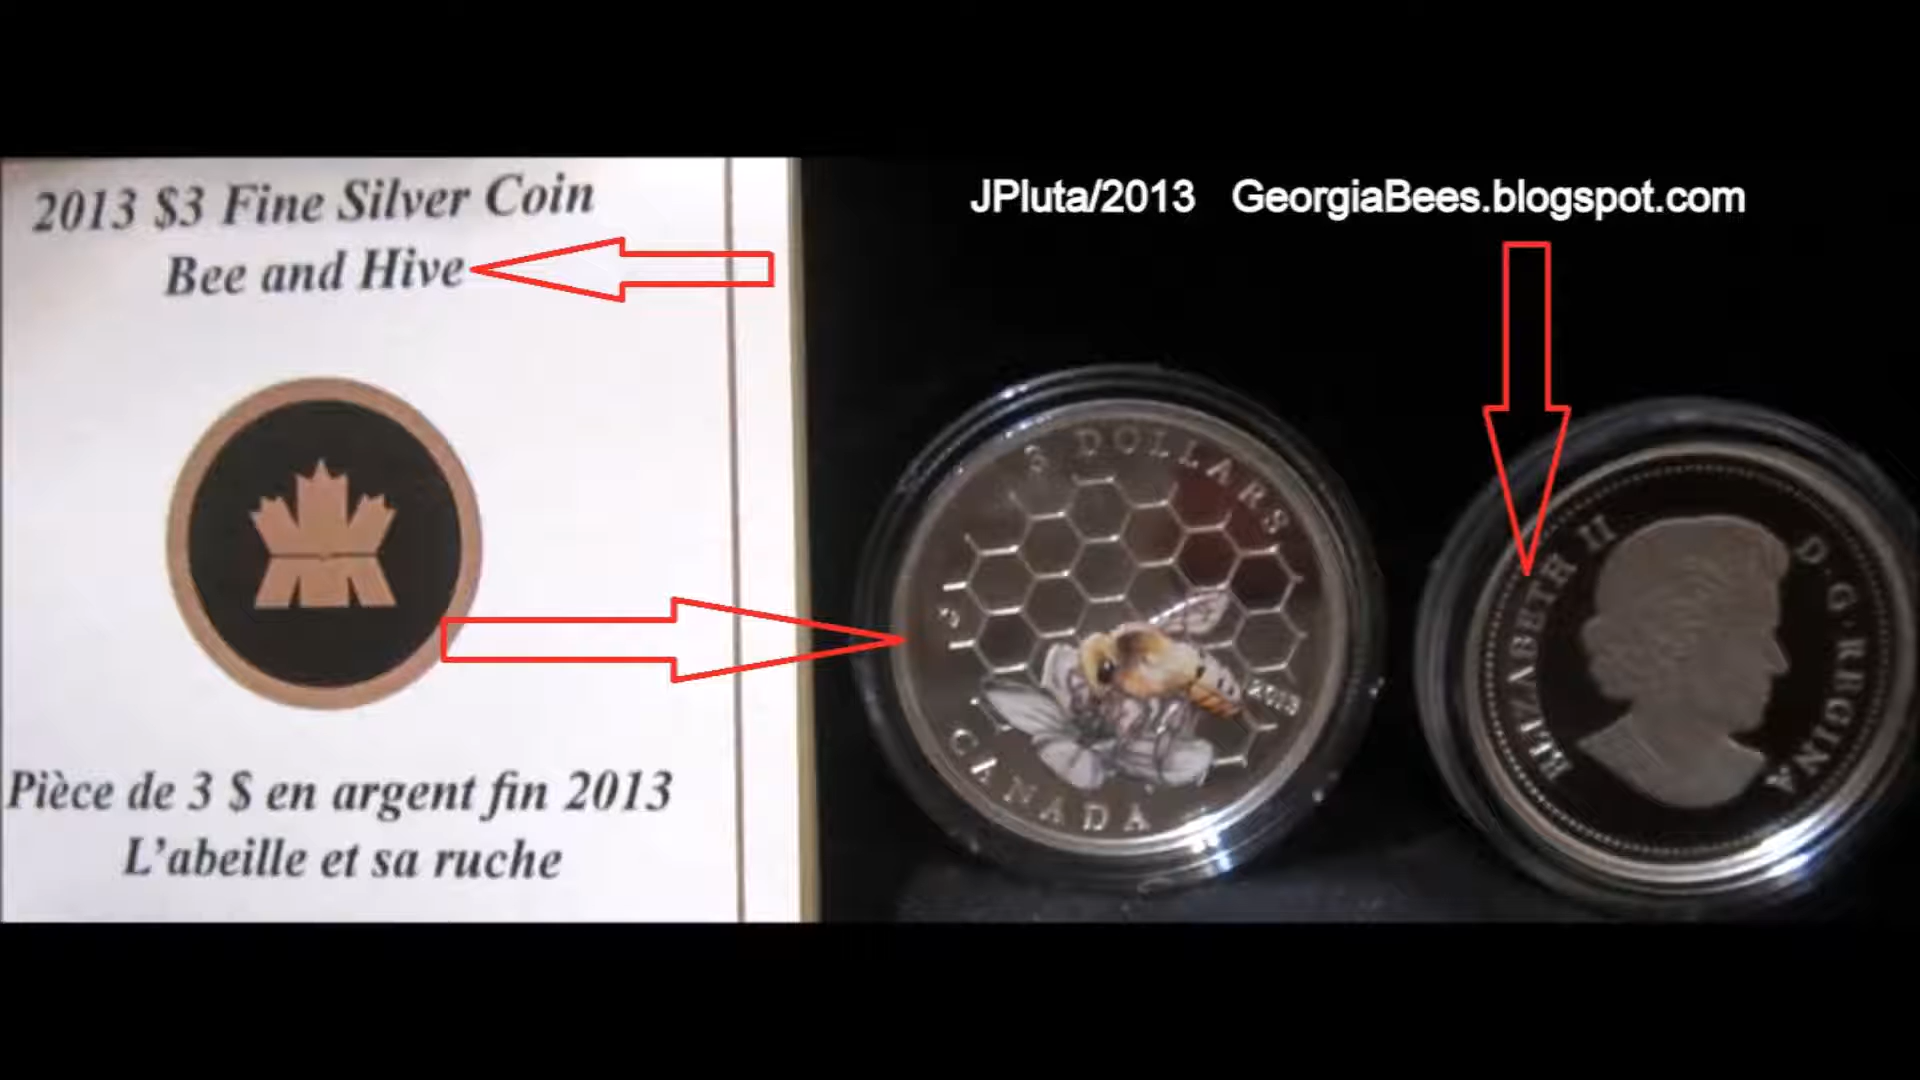 2013 $3 Fine Silver Coin
Bee and Hive
Pièce de 3 $ en argent fin 2013
L'abeille et sa ruche
JPluta/2013 GeorgiaBees.blogspot.com
3 DOLLARS
2013
CANADA
ELIZABETH II D·G·REGINA